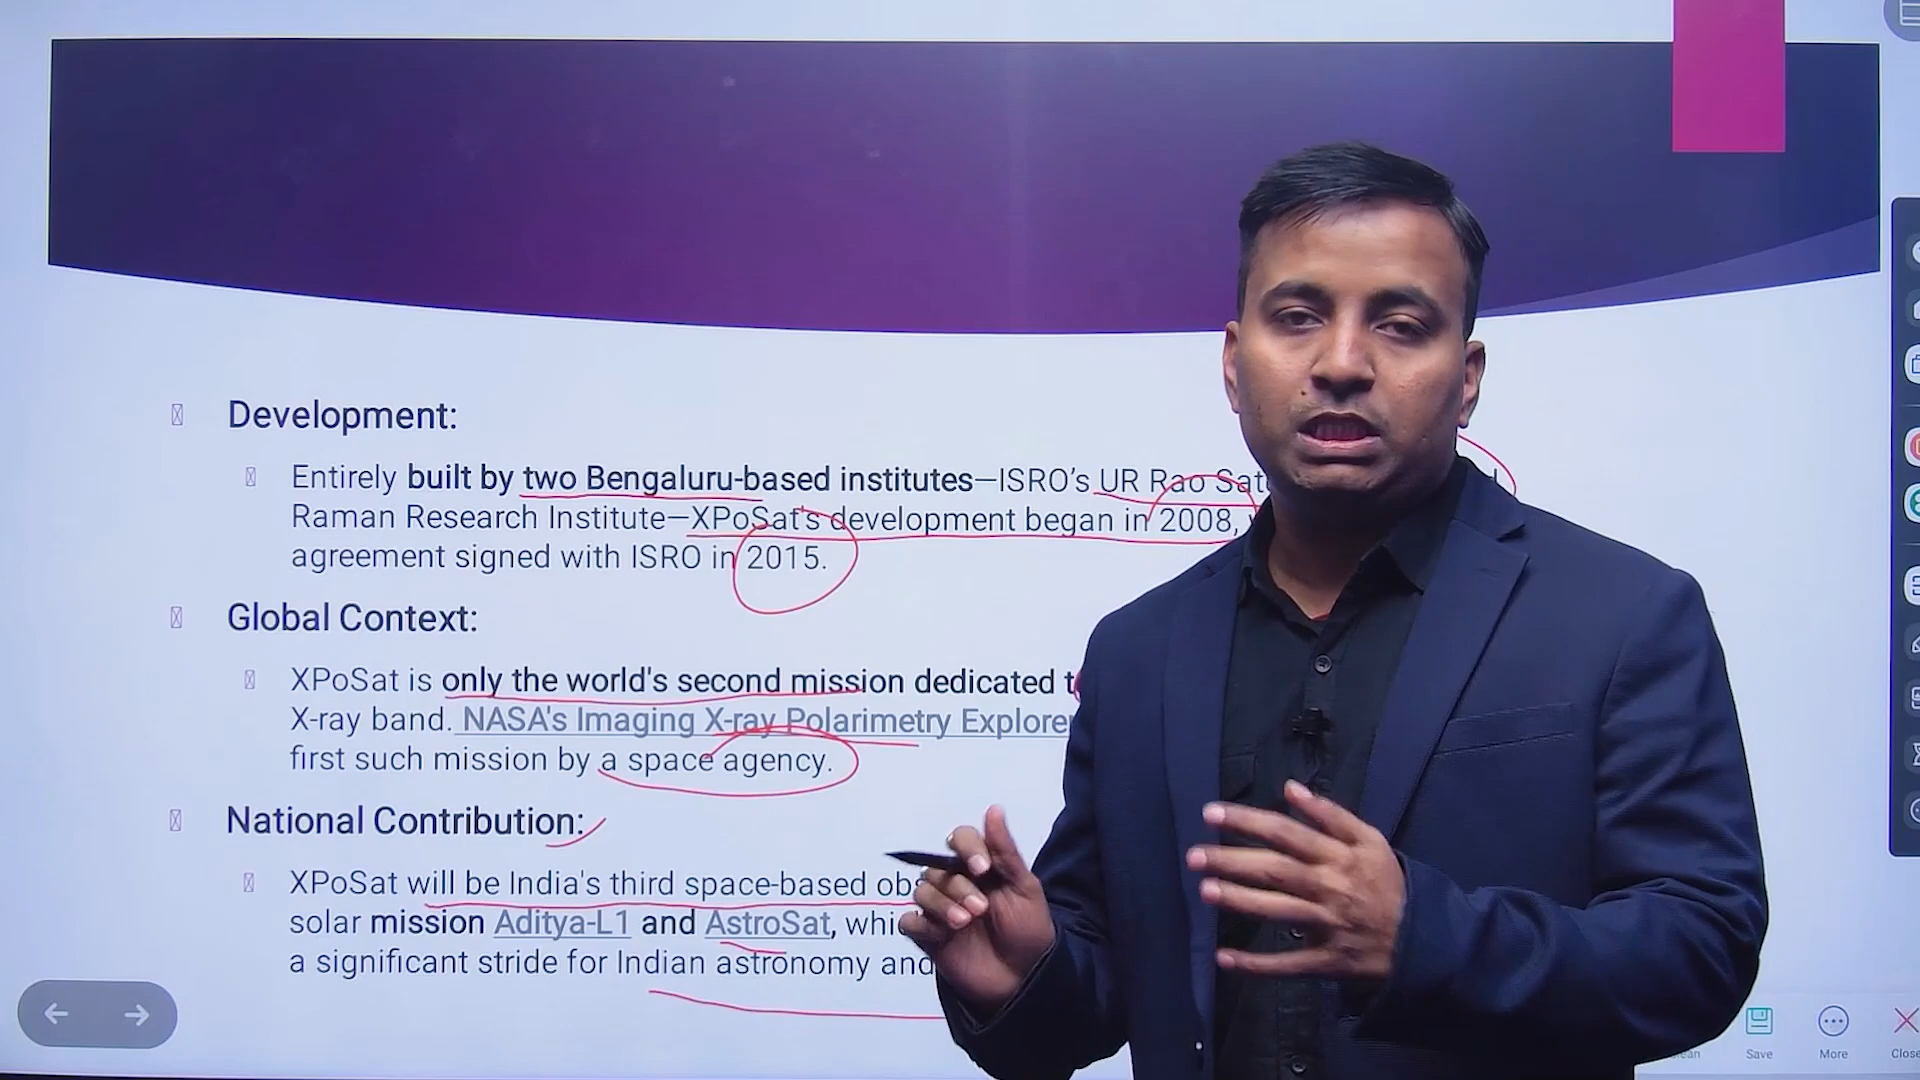 Development:
Entirely built by two Bengaluru-based institutes—ISRO's UR Rao
Raman Research Institute—XPoSat's development began in 2008,
agreement signed with ISRO in 2015.
Global Context:
XPoSat is only the world's second mission dedicated
X-ray band. NASA's Imaging X-ray Polarimetry Explorer
first such mission by a space agency.
National Contribution:
XPoSat will be India's third space-based
solar mission Aditya-L1 and AstroSat,
a significant stride for Indian astronomy and
Save More Close